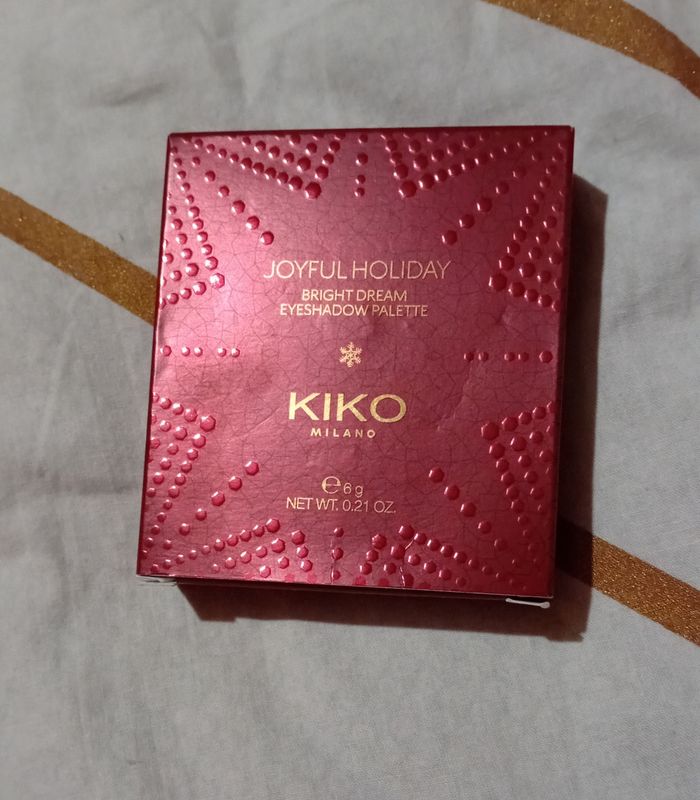 JOYFUL HOLIDAY
BRIGHT DREAM
EYESHADOW PALETTE
KIKO
MILANO
℮ 6 g
NET WT. 0.21 OZ.